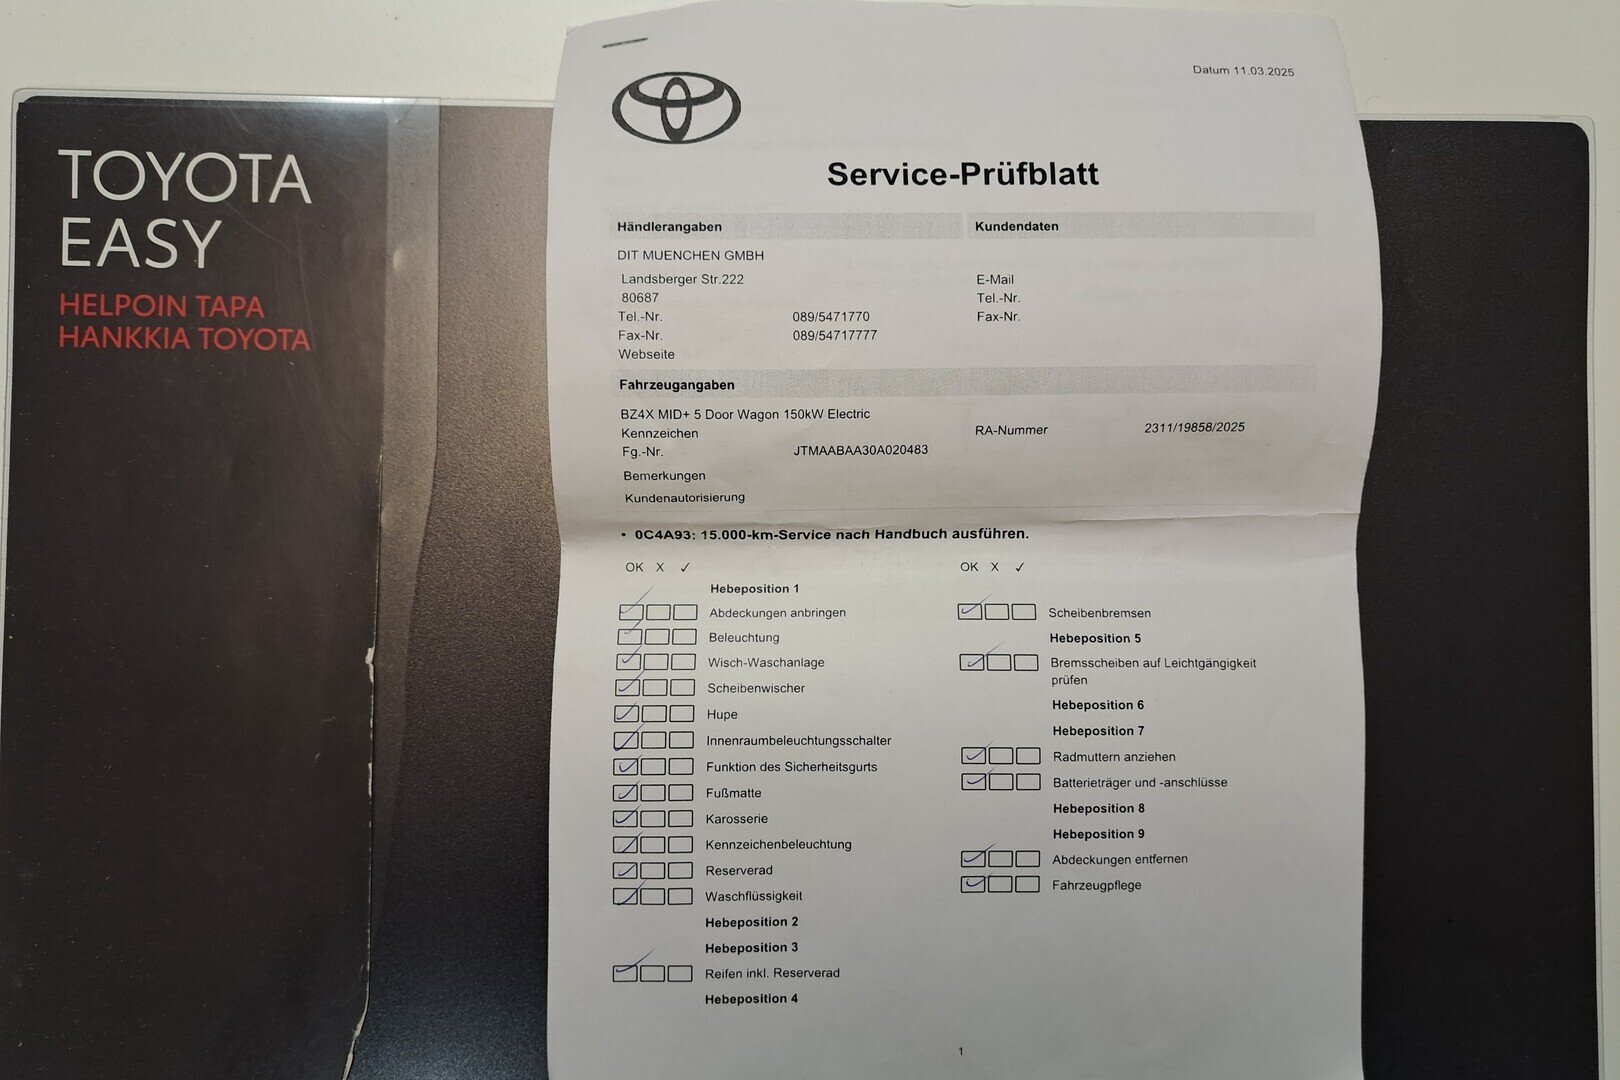 TOYOTA
EASY
HELPOIN TAPA
HANKKIA TOYOTA
Datum 11.03.2025
Service-Prüfblatt
Händlerangaben
Kundendaten
DIT MUENCHEN GMBH
Landsberger Str.222
80687
Tel.-Nr. 089/5471770
Fax-Nr. 089/54717777
Webseite
E-Mail
Tel.-Nr.
Fax-Nr.
Fahrzeugangaben
BZ4X MID+ 5 Door Wagon 150kW Electric
Kennzeichen
RA-Nummer 2311/19858/2025
Fg.-Nr. JTMAABAA30A020483
Bemerkungen
Kundenautorisierung
• 0C4A93: 15.000-km-Service nach Handbuch ausführen.
OK X ✓
Hebeposition 1
Abdeckungen anbringen
Beleuchtung
Wisch-Waschanlage
Scheibenwischer
Hupe
Innenraumbeleuchtungsschalter
Funktion des Sicherheitsgurts
Fußmatte
Karosserie
Kennzeichenbeleuchtung
Reserverad
Waschflüssigkeit
Hebeposition 2
Hebeposition 3
Reifen inkl. Reserverad
Hebeposition 4
OK X ✓
Scheibenbremsen
Hebeposition 5
Bremsscheiben auf Leichtgängigkeit
prüfen
Hebeposition 6
Hebeposition 7
Radmuttern anziehen
Batterieträger und -anschlüsse
Hebeposition 8
Hebeposition 9
Abdeckungen entfernen
Fahrzeugpflege
1